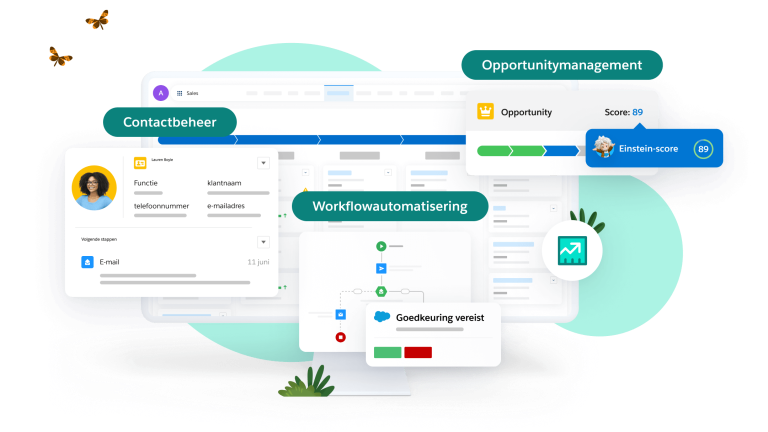 Opportunitymanagement
A
Sales
Opportunity
Score: 89
Einstein-score
89
Contactbeheer
Lauren Boyle
Functie
klantnaam
telefoonnummer
e-mailadres
Volgende stappen
E-mail
11 juni
Workflowautomatisering
Goedkeuring vereist